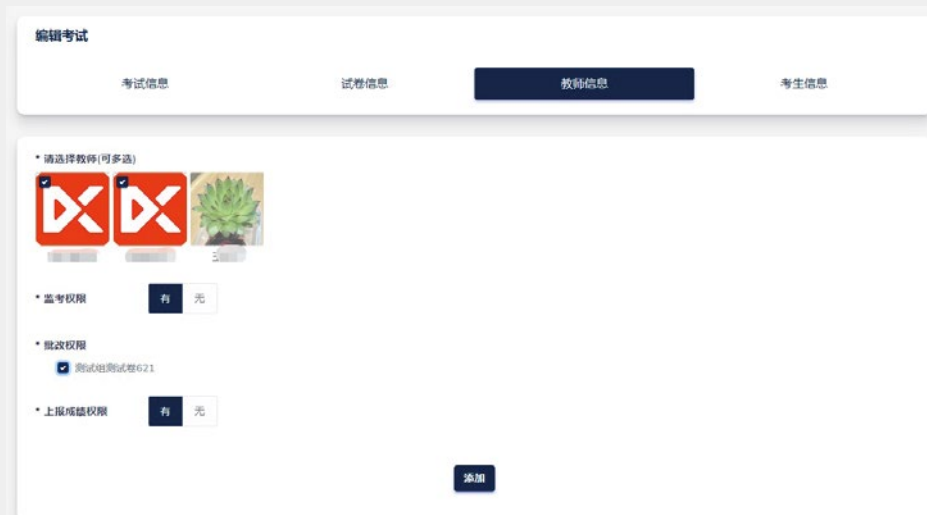 编辑考试
考试信息 试卷信息 教师信息 考生信息
* 请选择教师(可多选)
* 监考权限 有 无
* 批改权限
测试组测试卷621
* 上报成绩权限 有 无
添加